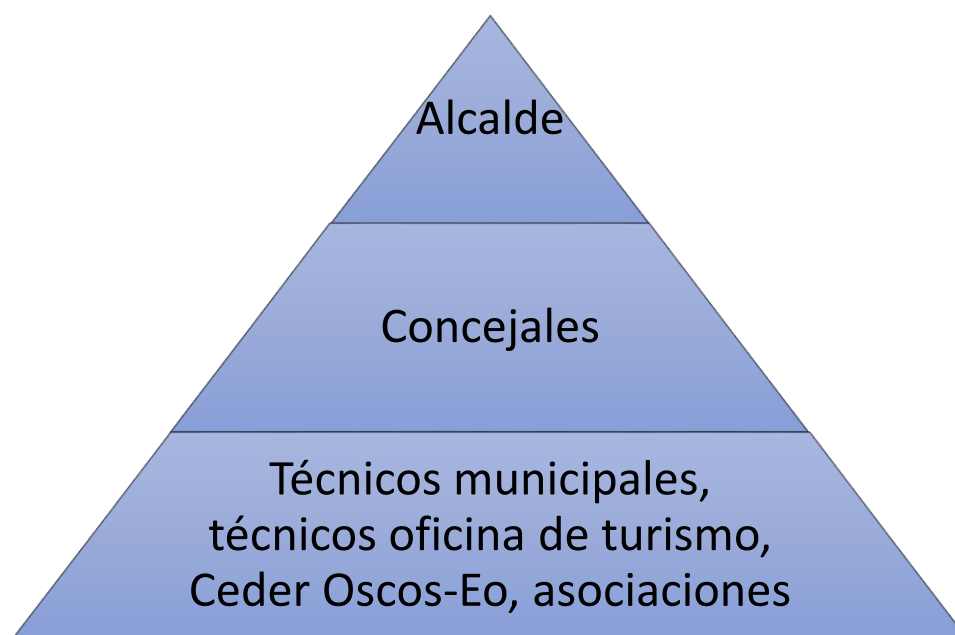 Alcalde
Concejales
Técnicos municipales,
técnicos oficina de turismo,
Ceder Oscos-Eo, asociaciones